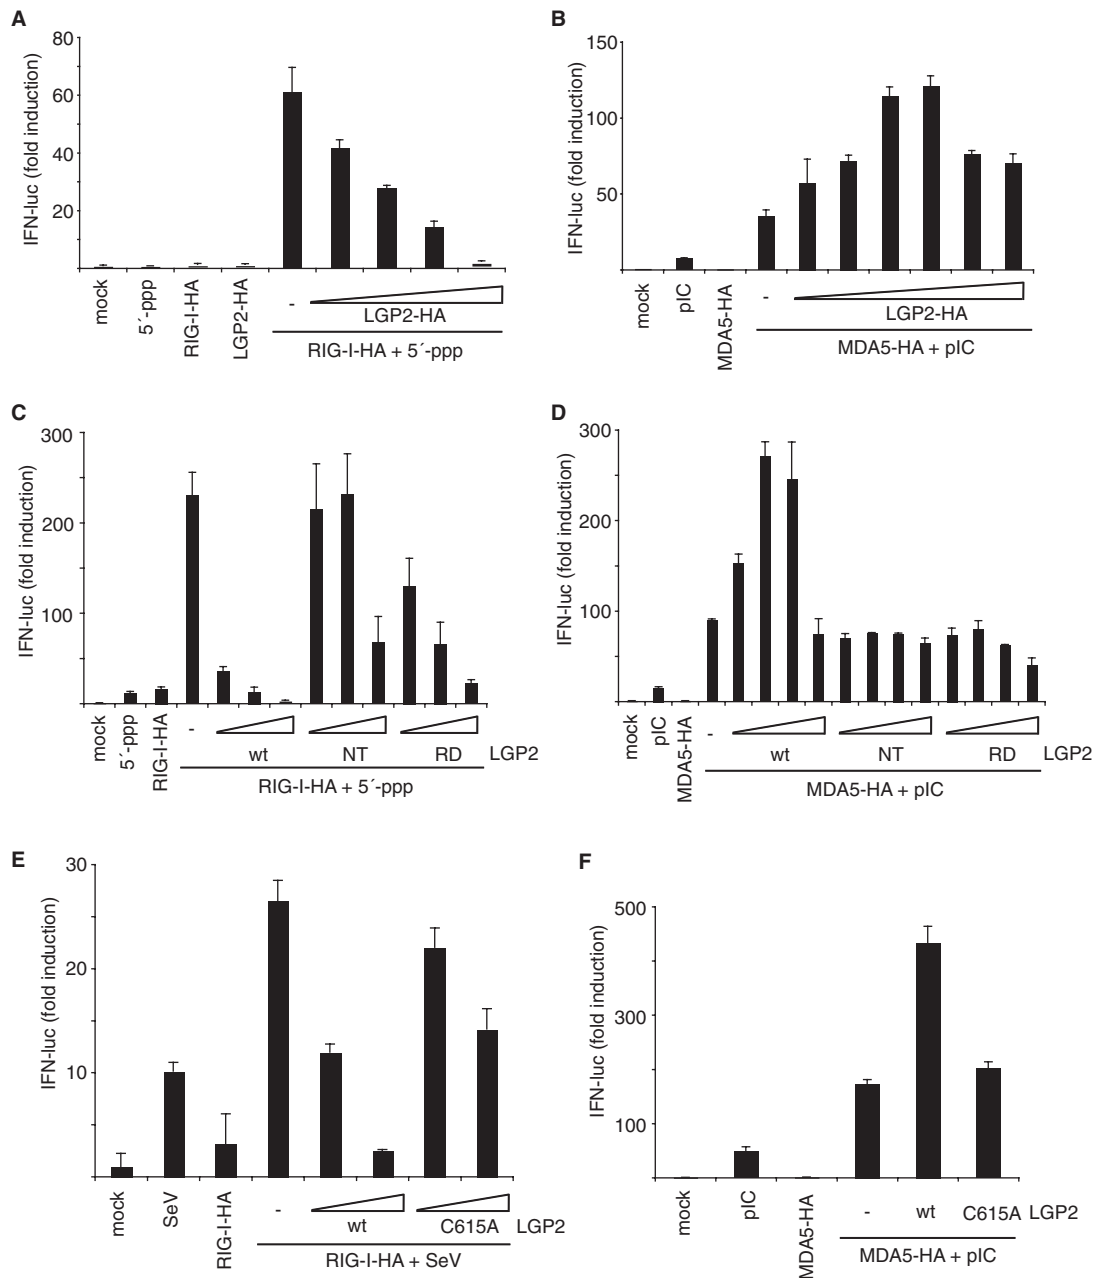 A
IFN-luc (fold induction)
80
60
40
20
mock
5´-ppp
RIG-I-HA
LGP2-HA
-
LGP2-HA
RIG-I-HA + 5´-ppp
B
IFN-luc (fold induction)
150
100
50
mock
pIC
MDA5-HA
-
LGP2-HA
MDA5-HA + pIC
C
IFN-luc (fold induction)
300
200
100
mock
5´-ppp
RIG-I-HA
-
wt NT RD LGP2
RIG-I-HA + 5´-ppp
D
IFN-luc (fold induction)
300
200
100
mock
pIC
MDA5-HA
-
wt NT RD LGP2
MDA5-HA + pIC
E
IFN-luc (fold induction)
30
20
10
mock
SeV
RIG-I-HA
-
wt C615A LGP2
RIG-I-HA + SeV
F
IFN-luc (fold induction)
500
300
100
mock
pIC
MDA5-HA
- wt C615A LGP2
MDA5-HA + pIC